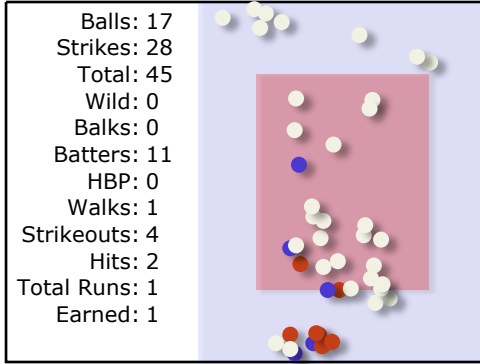 Balls: 17
Strikes: 28
Total: 45
Wild: 0
Balks: 0
Batters: 11
HBP: 0
Walks: 1
Strikeouts: 4
Hits: 2
Total Runs: 1
Earned: 1